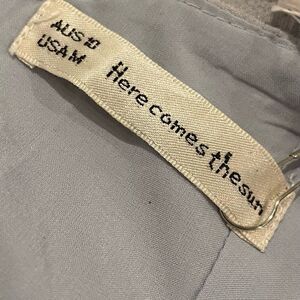 AUS 10
USA M
Here comes the sun